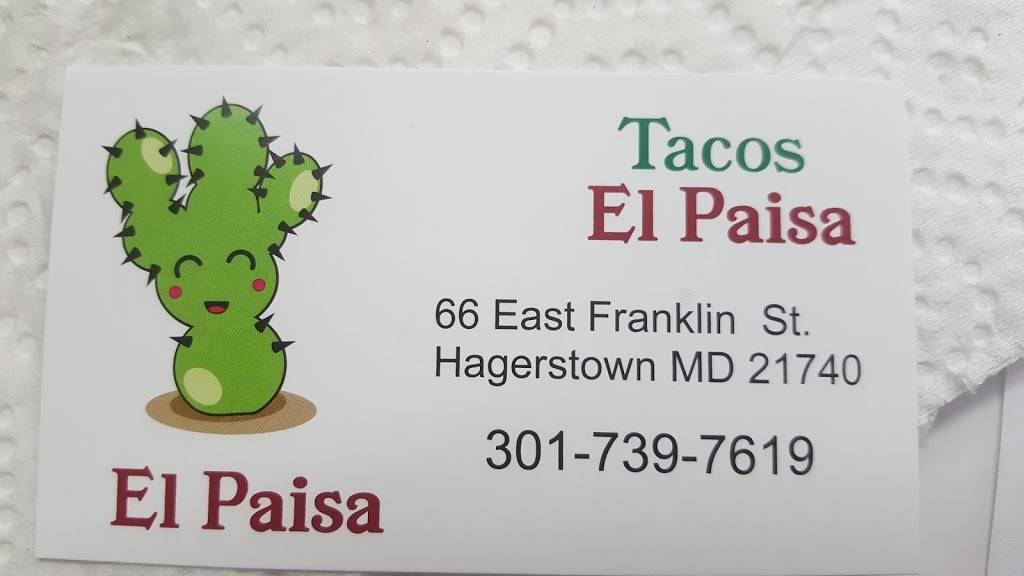 Tacos
El Paisa
66 East Franklin St.
Hagerstown MD 21740
301-739-7619
El Paisa